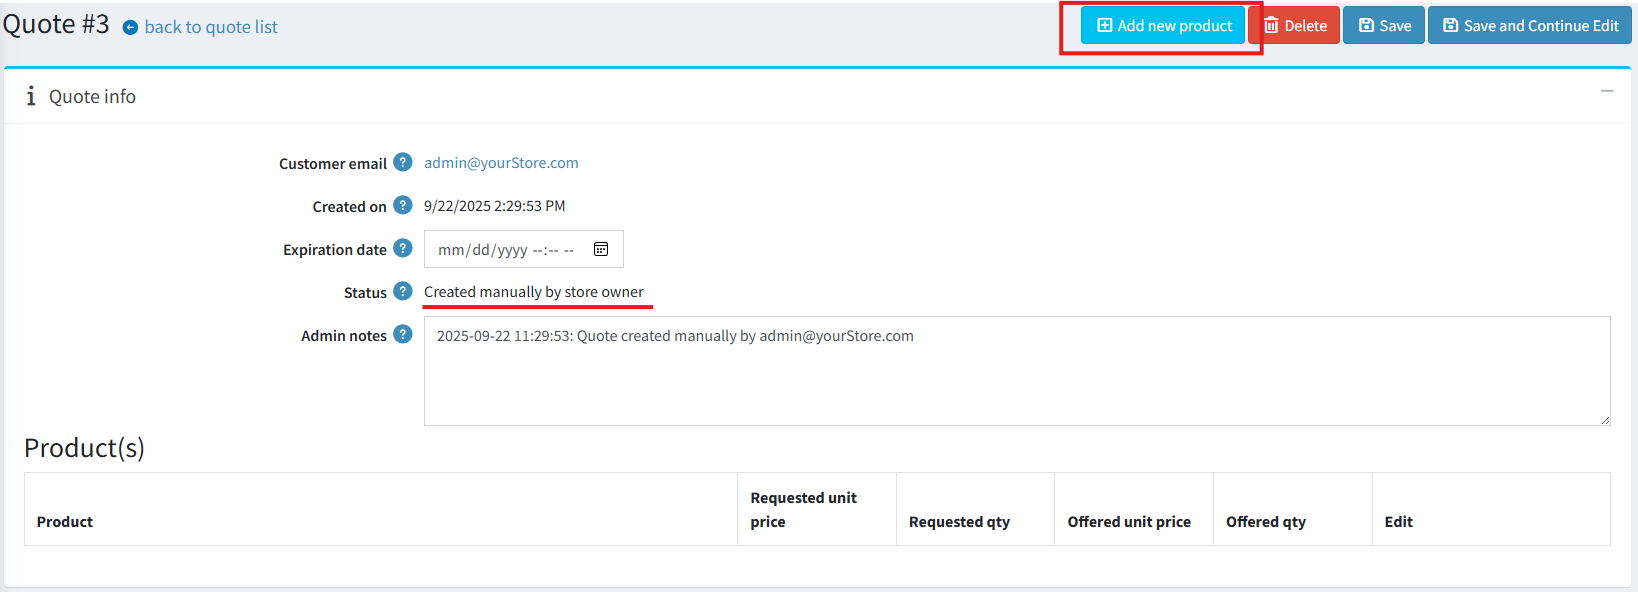 Quote #3 back to quote list Add new product Delete Save Save and Continue Edit
Quote info
Customer email ? admin@yourStore.com
Created on ? 9/22/2025 2:29:53 PM
Expiration date ? mm/dd/yyyy --:-- --
Status ? Created manually by store owner
Admin notes ? 2025-09-22 11:29:53: Quote created manually by admin@yourStore.com
Product(s)
Product Requested unit price Requested qty Offered unit price Offered qty Edit